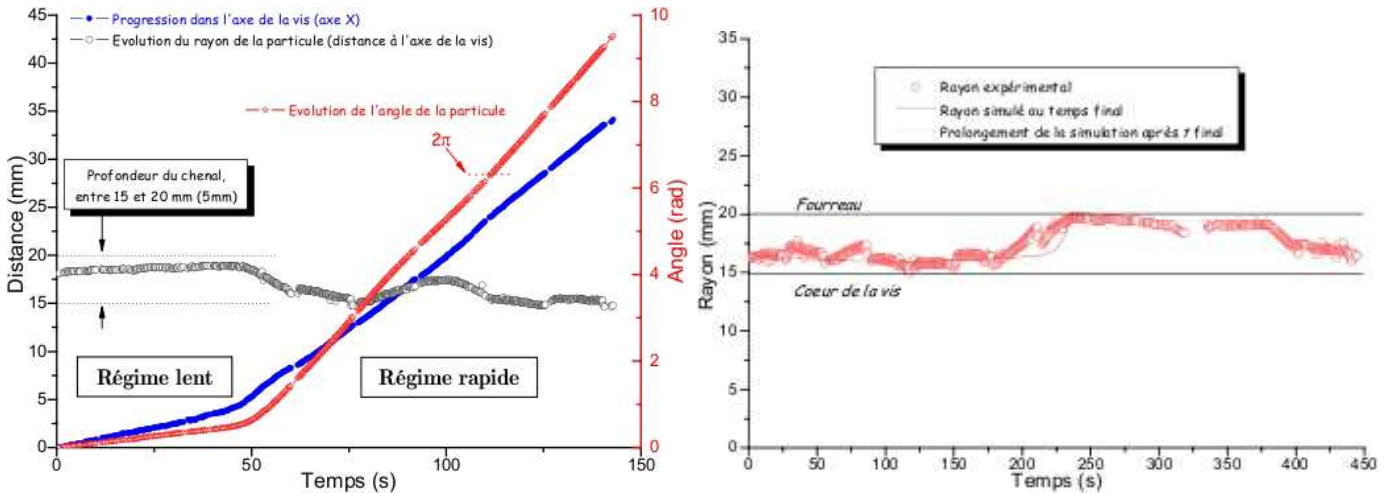 Progression dans l'axe de la vis (axe X)
Evolution du rayon de la particule (distance à l'axe de la vis)
Evolution de l'angle de la particule
2π
Profondeur du chenal,
entre 15 et 20 mm (5mm)
Régime lent
Régime rapide
Distance (mm)
45
40
35
30
25
20
15
10
5
0
0
50
100
150
Temps (s)
10
8
6
4
2
0
Angle (rad)
Rayon expérimental
Rayon simulé au temps final
Prolongement de la simulation après t final
Fourreau
Coeur de la vis
Rayon (mm)
35
30
25
20
15
10
5
0
0
50
100
150
200
250
300
350
400
450
Temps (s)